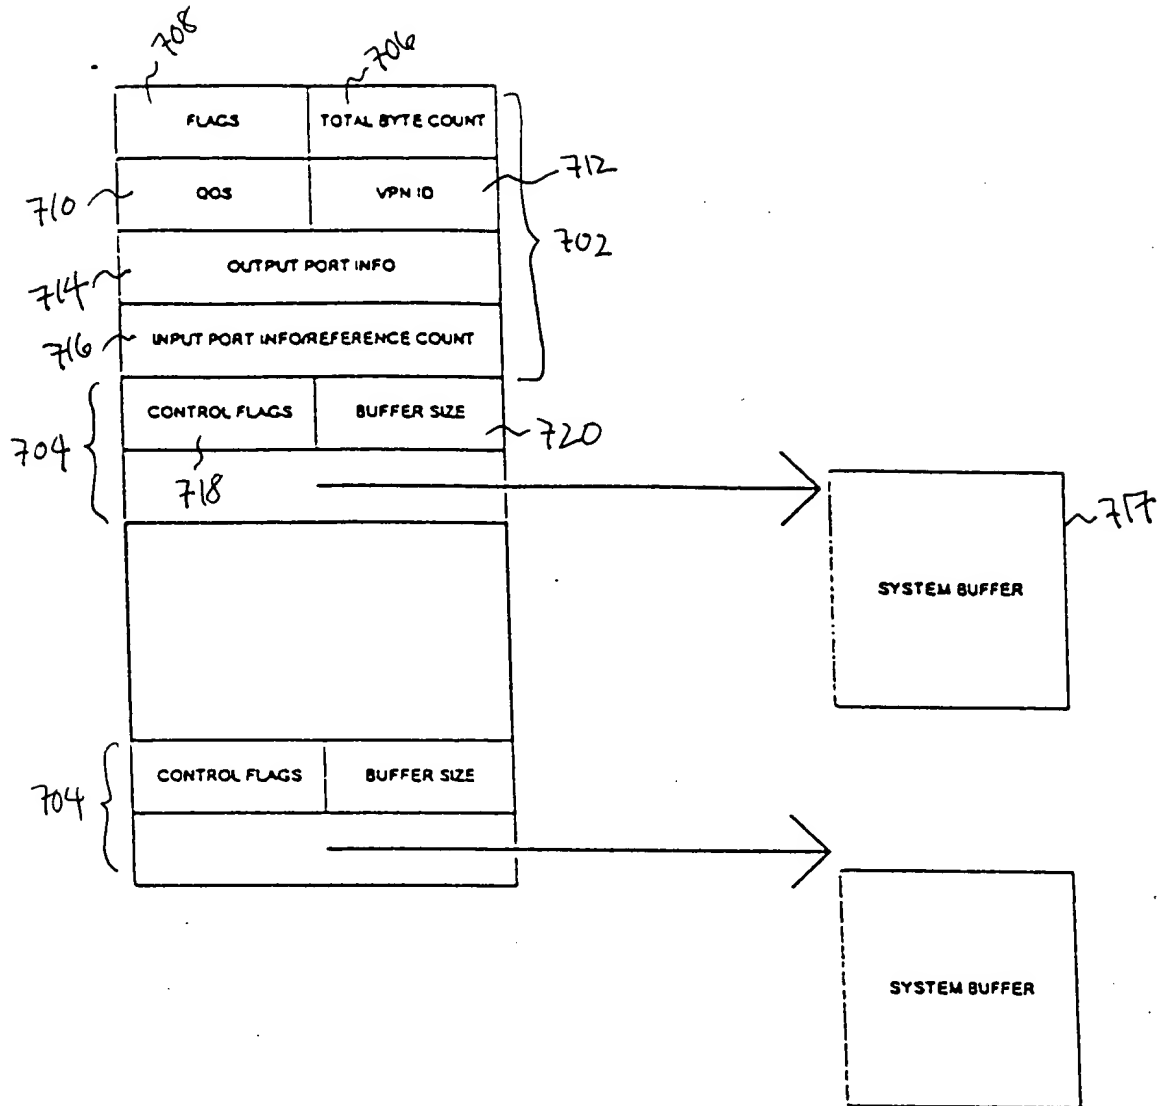 708
706
FLAGS
TOTAL BYTE COUNT
710
QOS
VPN ID
712
714
OUTPUT PORT INFO
702
716
INPUT PORT INFO/REFERENCE COUNT
704
CONTROL FLAGS
BUFFER SIZE
720
718
717
SYSTEM BUFFER
704
CONTROL FLAGS
BUFFER SIZE
SYSTEM BUFFER